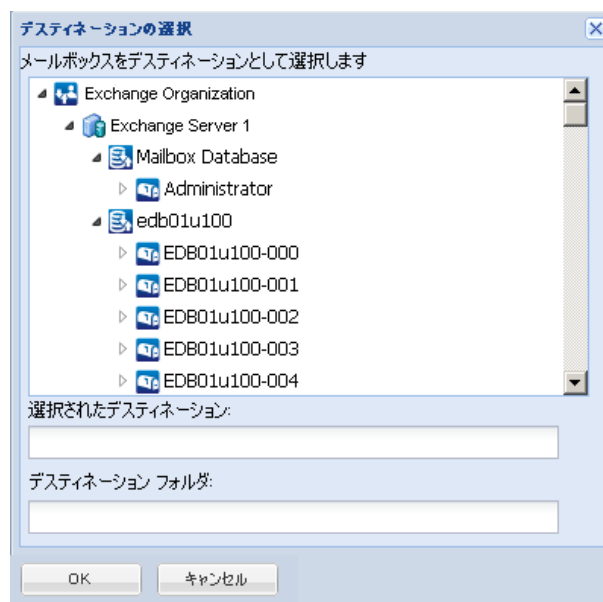 デスティネーションの選択
メールボックスをデスティネーションとして選択します
Exchange Organization
Exchange Server 1
Mailbox Database
Administrator
edb01u100
EDB01u100-000
EDB01u100-001
EDB01u100-002
EDB01u100-003
EDB01u100-004
選択されたデスティネーション:
デスティネーション フォルダ:
OK キャンセル